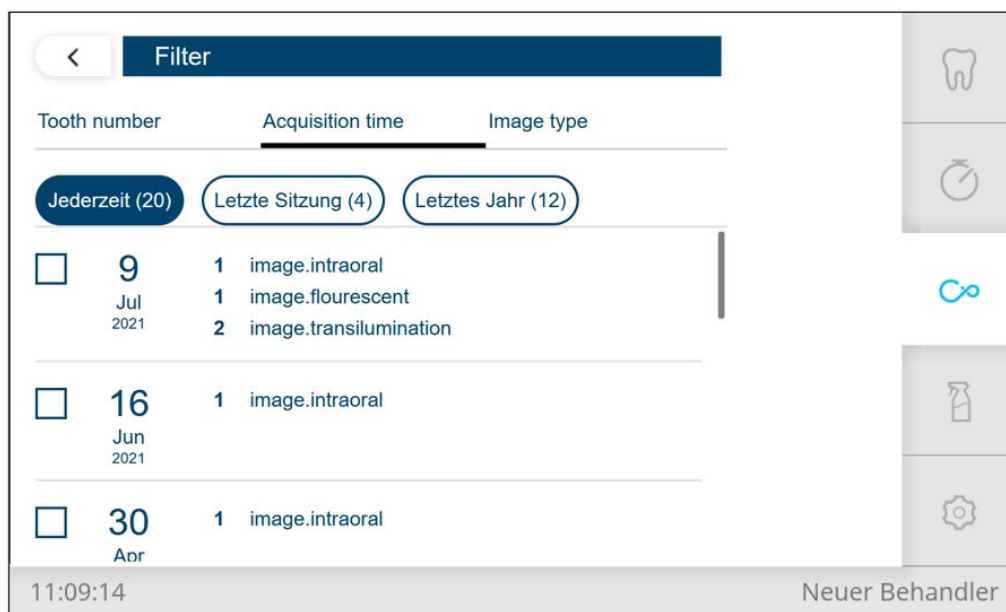 Filter
Tooth number Acquisition time Image type
Jederzeit (20) Letzte Sitzung (4) Letztes Jahr (12)
9 1 image.intraoral
Jul 1 image.flourescent
2021 2 image.transilumination
16 1 image.intraoral
Jun
2021
30 1 image.intraoral
Apr
11:09:14 Neuer Behandler